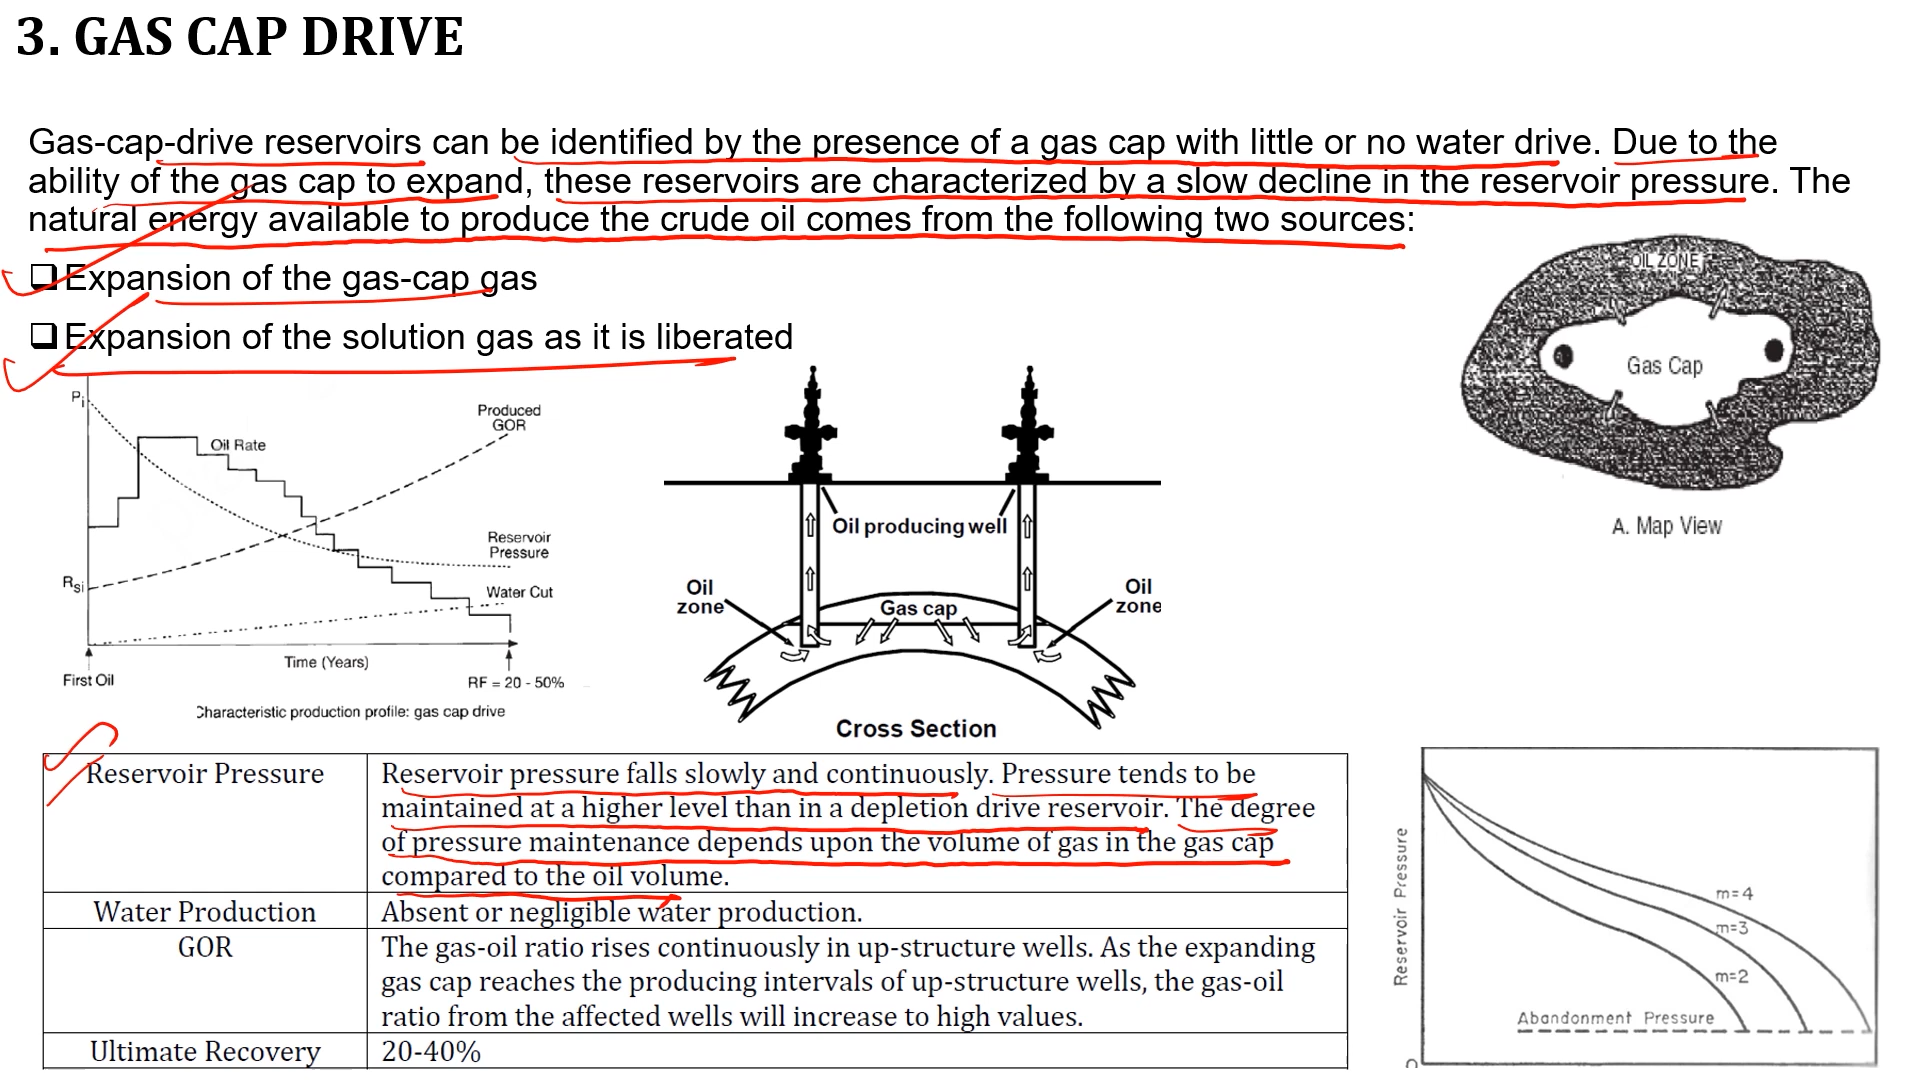 3. GAS CAP DRIVE
Gas-cap-drive reservoirs can be identified by the presence of a gas cap with little or no water drive. Due to the
ability of the gas cap to expand, these reservoirs are characterized by a slow decline in the reservoir pressure. The
natural energy available to produce the crude oil comes from the following two sources:
Expansion of the gas-cap gas
Expansion of the solution gas as it is liberated
Pi
Produced
GOR
Oil Rate
Reservoir
Pressure
Rsi
Water Cut
Time (Years)
First Oil
RF = 20 - 50%
Characteristic production profile: gas cap drive
Oil producing well
Oil
zone
Gas cap
Oil
zone
Cross Section
OIL ZONE
Gas Cap
A. Map View
Reservoir Pressure
Reservoir pressure falls slowly and continuously. Pressure tends to be
maintained at a higher level than in a depletion drive reservoir. The degree
of pressure maintenance depends upon the volume of gas in the gas cap
compared to the oil volume.
Water Production
Absent or negligible water production.
GOR
The gas-oil ratio rises continuously in up-structure wells. As the expanding
gas cap reaches the producing intervals of up-structure wells, the gas-oil
ratio from the affected wells will increase to high values.
Ultimate Recovery
20-40%
Reservoir Pressure
m=4
m=3
m=2
Abandonment Pressure
0